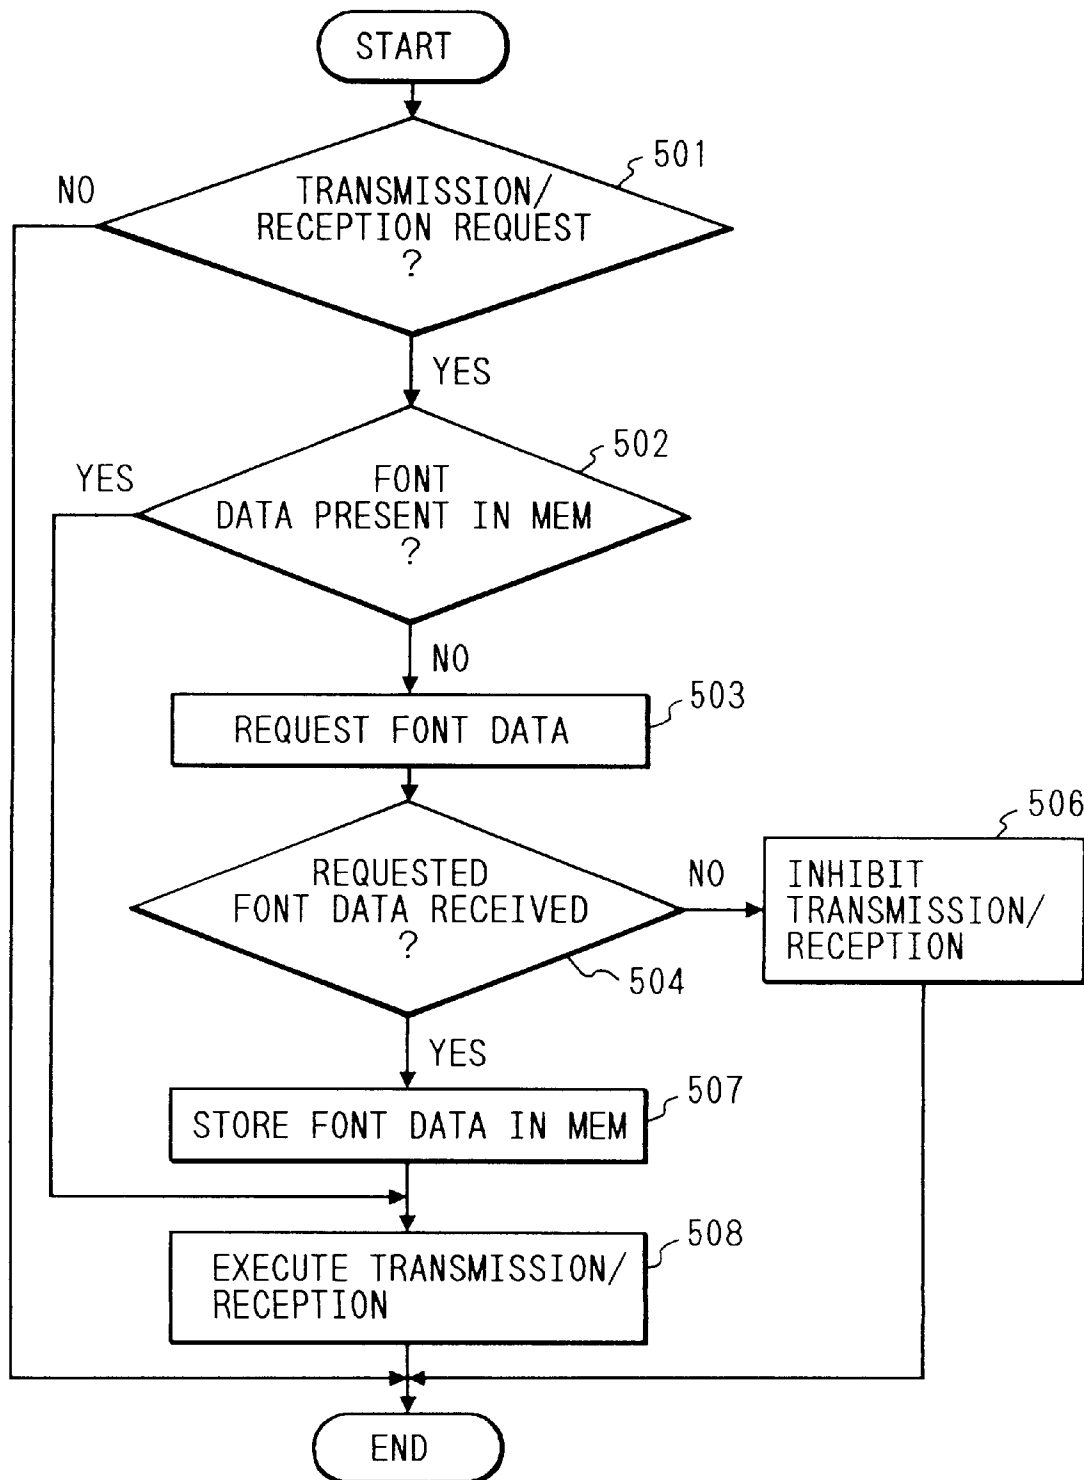 START
501
NO
TRANSMISSION/
RECEPTION REQUEST
?
YES
502
YES
FONT
DATA PRESENT IN MEM
?
NO
503
REQUEST FONT DATA
506
REQUESTED
FONT DATA RECEIVED
?
NO
INHIBIT
TRANSMISSION/
RECEPTION
504
YES
507
STORE FONT DATA IN MEM
508
EXECUTE TRANSMISSION/
RECEPTION
END